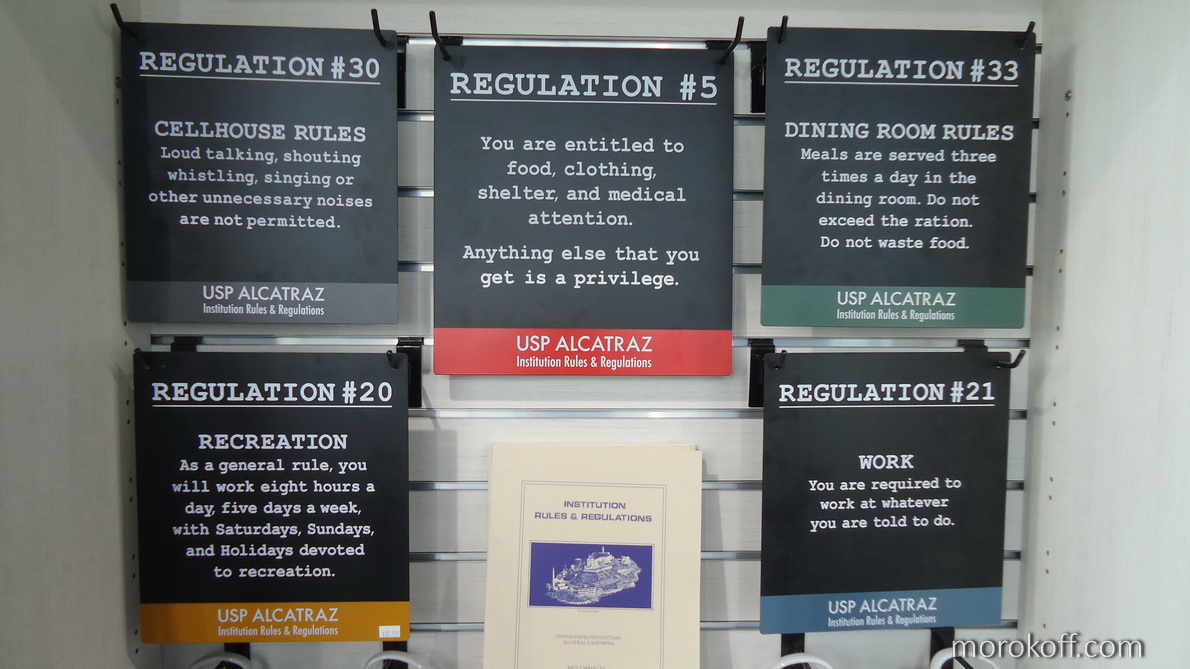 REGULATION #30
CELLHOUSE RULES
Loud talking, shouting
whistling, singing or
other unnecessary noises
are not permitted.
USP ALCATRAZ
Institution Rules & Regulations
REGULATION #5
You are entitled to
food, clothing,
shelter, and medical
attention.
Anything else that you
get is a privilege.
USP ALCATRAZ
Institution Rules & Regulations
REGULATION #33
DINING ROOM RULES
Meals are served three
times a day in the
dining room. Do not
exceed the ration.
Do not waste food.
USP ALCATRAZ
Institution Rules & Regulations
REGULATION #20
RECREATION
As a general rule, you
will work eight hours a
day, five days a week,
with Saturdays, Sundays,
and Holidays devoted
to recreation.
USP ALCATRAZ
Institution Rules & Regulations
INSTITUTION
RULES & REGULATIONS
UNITED STATES PENITENTIARY
ALCATRAZ, CALIFORNIA
REGULATION #21
WORK
You are required to
work at whatever
you are told to do.
USP ALCATRAZ
Institution Rules & Regulations
morokoff.com